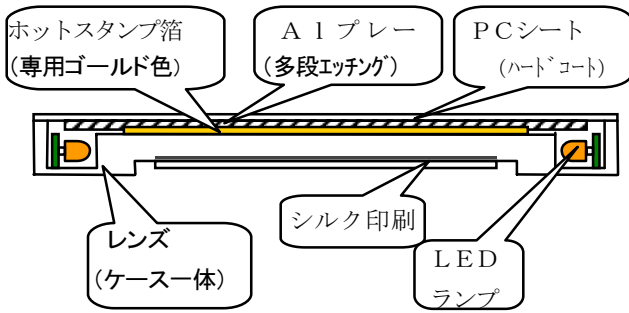 ホットスタンプ箔
(専用ゴールド色)
Ａｌプレー
(多段エッチング)
ＰＣシート
(ﾊｰﾄﾞｺｰﾄ)
シルク印刷
レンズ
(ケース一体)
ＬＥＤ
ランプ